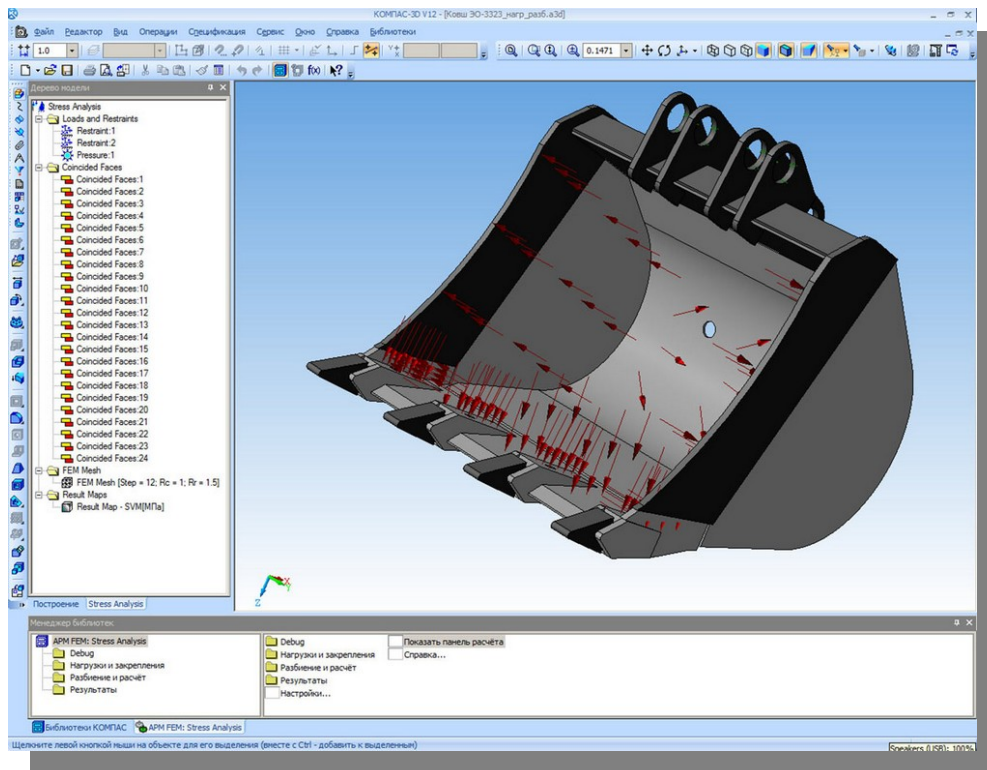 КОМПАС-3D V12 - [Ковш ЭО-3323_нагр_разб.a3d]
Файл Редактор Вид Операции Спецификация Сервис Окно Справка Библиотеки
1.0
0.1471
f(x)
Дерево модели
Stress Analysis
Loads and Restraints
Restraint:1
Restraint:2
Pressure:1
Coincided Faces
Coincided Faces:1
Coincided Faces:2
Coincided Faces:3
Coincided Faces:4
Coincided Faces:5
Coincided Faces:6
Coincided Faces:7
Coincided Faces:8
Coincided Faces:9
Coincided Faces:10
Coincided Faces:11
Coincided Faces:12
Coincided Faces:13
Coincided Faces:14
Coincided Faces:15
Coincided Faces:16
Coincided Faces:17
Coincided Faces:18
Coincided Faces:19
Coincided Faces:20
Coincided Faces:21
Coincided Faces:22
Coincided Faces:23
Coincided Faces:24
FEM Mesh
FEM Mesh [Step = 12; Rc = 1; Rr = 1.5]
Result Maps
Result Map - SVM[МПа]
X
Y
Z
Построение Stress Analysis
Менеджер библиотек
APM FEM: Stress Analysis
Debug
Нагрузки и закрепления
Разбиение и расчёт
Результаты
Debug
Нагрузки и закрепления
Разбиение и расчёт
Результаты
Настройки...
Показать панель расчёта
Справка...
Библиотеки КОМПАС APM FEM: Stress Analysis
Щелкните левой кнопкой мыши на объекте для его выделения (вместе с Ctrl - добавить к выделенным)
Speakers (USB): 100%